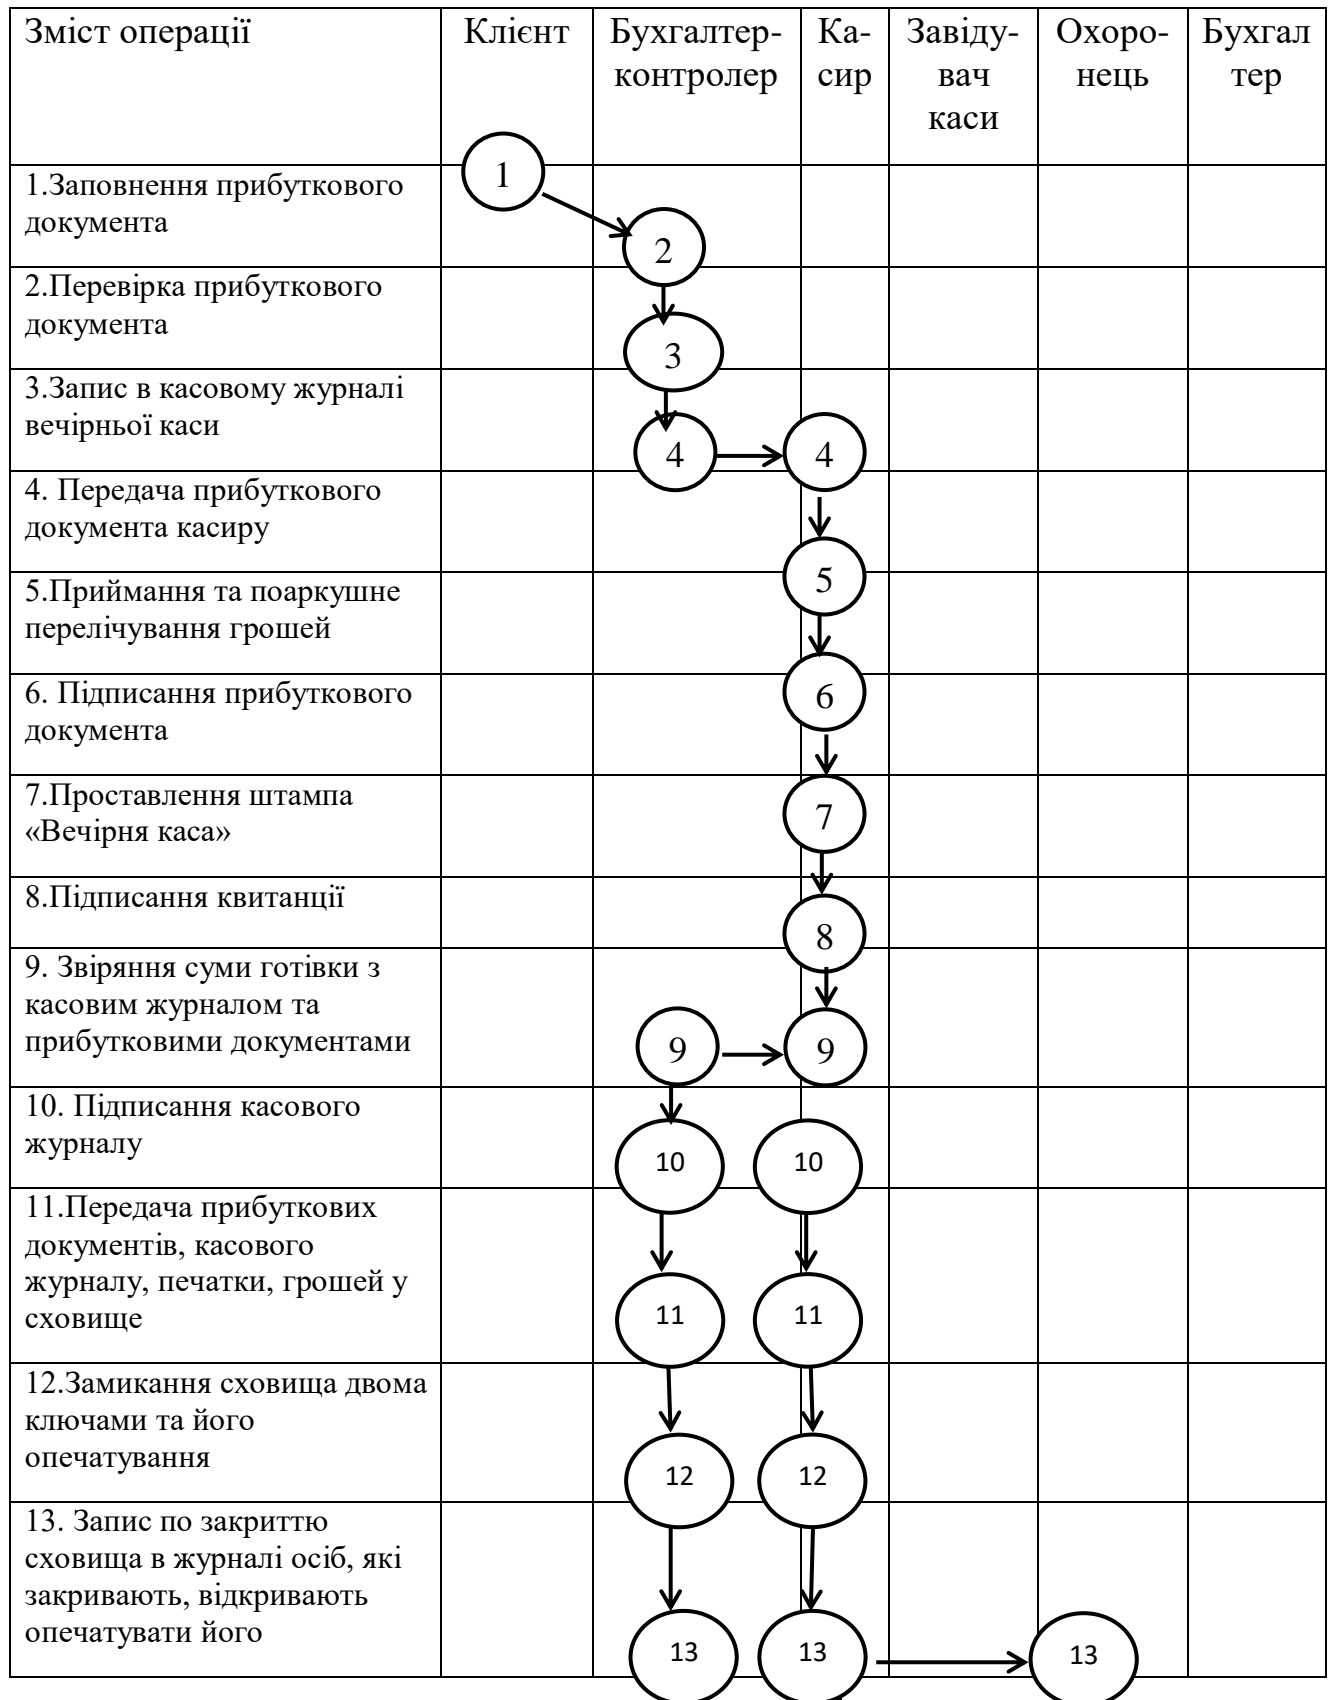 Зміст операції
Клієнт
Бухгалтер-
контролер
Ка-
сир
Завіду-
вач
каси
Охоро-
нець
Бухгал
тер
1
1.Заповнення прибуткового
документа
2
2.Перевірка прибуткового
документа
3
3.Запис в касовому журналі
вечірньої каси
4
4
4. Передача прибуткового
документа касиру
5
5.Приймання та поаркушне
перелічування грошей
6
6. Підписання прибуткового
документа
7.Проставлення штампа
«Вечірня каса»
7
8.Підписання квитанції
8
9. Звіряння суми готівки з
касовим журналом та
прибутковими документами
9
9
10. Підписання касового
журналу
10
10
11.Передача прибуткових
документів, касового
журналу, печатки, грошей у
сховище
11
11
12.Замикання сховища двома
ключами та його
опечатування
12
12
13. Запис по закриттю
сховища в журналі осіб, які
закривають, відкривають
опечатувати його
13
13
13